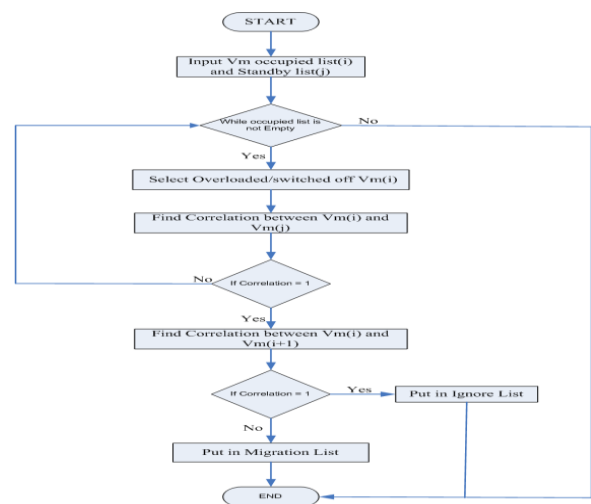 START
Input Vm occupied list(i)
and Standby list(j)
While occupied list is
not Empty
No
Yes
Select Overloaded/switched off Vm(i)
Find Correlation between Vm(i) and
Vm(j)
No
If Correlation = 1
Yes
Find Correlation between Vm(i) and
Vm(i+1)
If Correlation = 1
Yes
Put in Ignore List
No
Put in Migration List
END